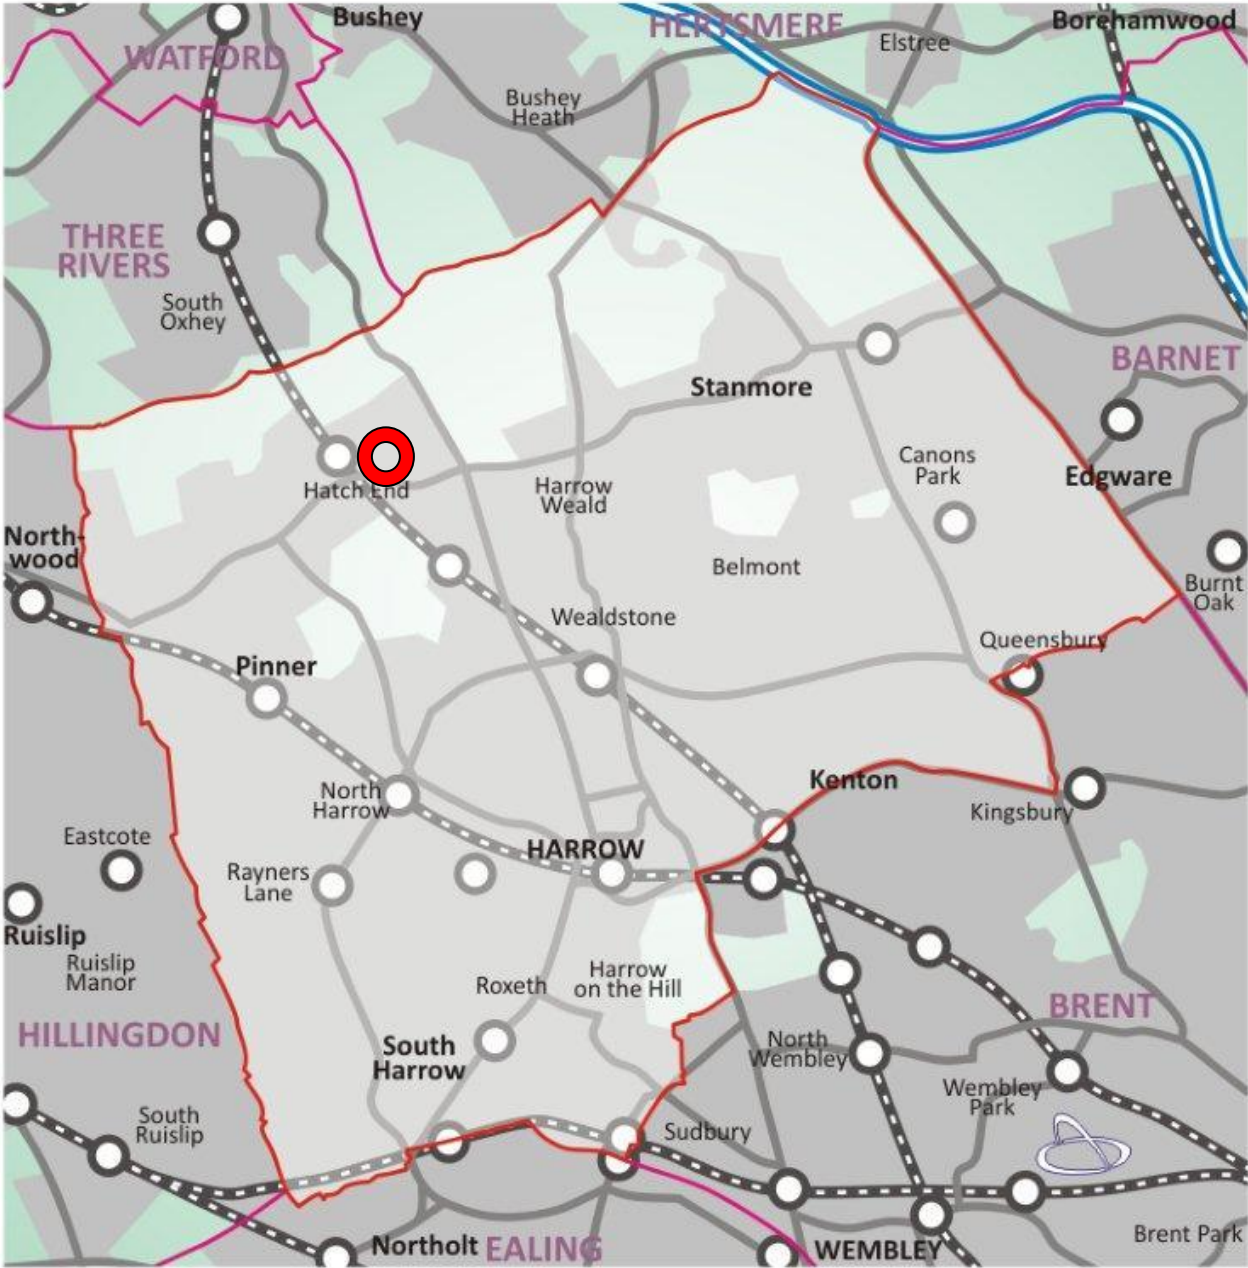 Bushey
HERTSMERE
Borehamwood
WATFORD
Elstree
Bushey
Heath
THREE
RIVERS
South
Oxhey
BARNET
Stanmore
Canons
Park
Edgware
Hatch End
Harrow
Weald
North-
wood
Belmont
Burnt
Oak
Wealdstone
Queensbury
Pinner
North
Harrow
Kenton
Kingsbury
Eastcote
HARROW
Rayners
Lane
Ruislip
Ruislip
Manor
Roxeth
Harrow
on the Hill
HILLINGDON
BRENT
South
Harrow
North
Wembley
Wembley
Park
South
Ruislip
Sudbury
Northolt
EALING
WEMBLEY
Brent Park